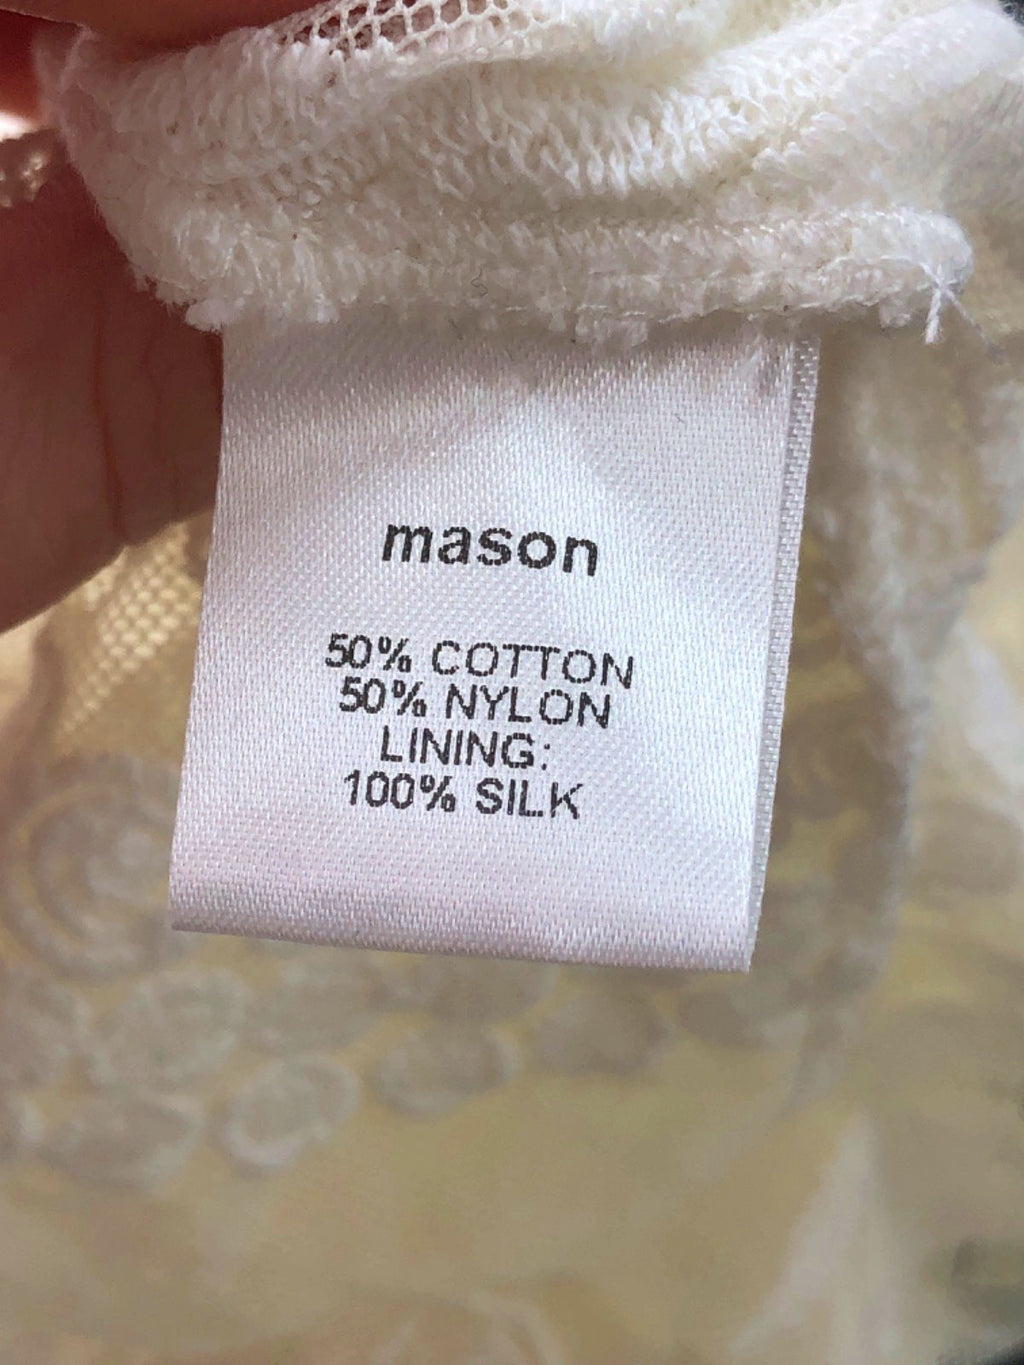 mason
50% COTTON
50% NYLON
LINING:
100% SILK